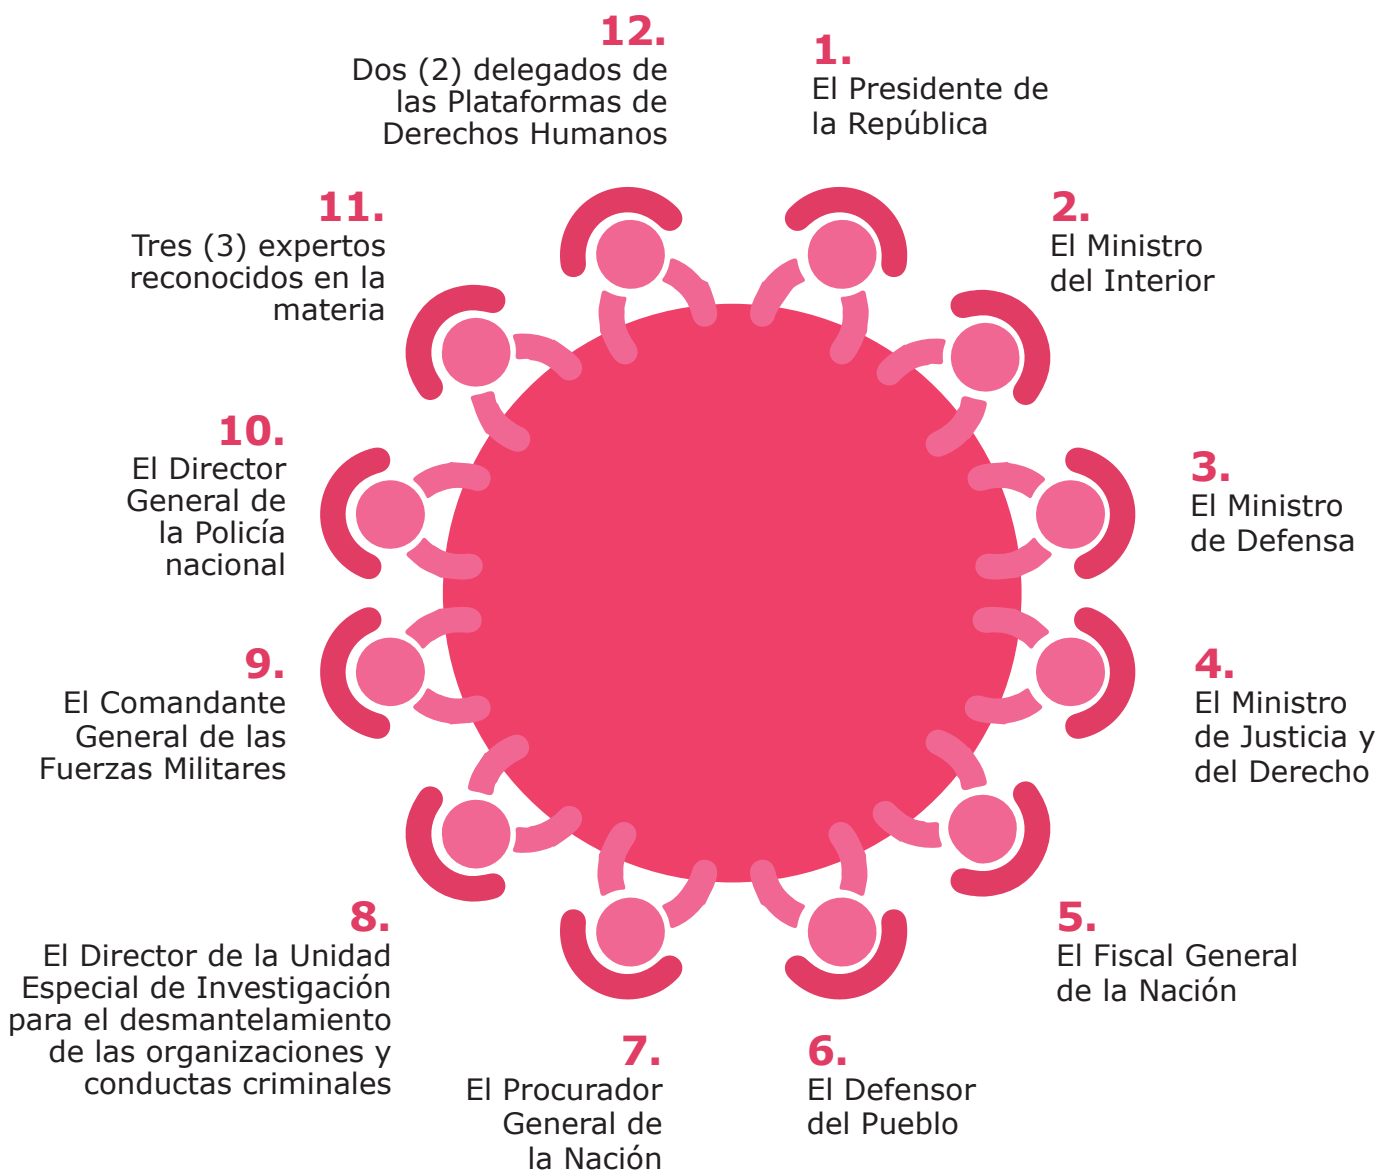 1.
El Presidente de
la República
2.
El Ministro
del Interior
3.
El Ministro
de Defensa
4.
El Ministro
de Justicia y
del Derecho
5.
El Fiscal General
de la Nación
6.
El Defensor
del Pueblo
7.
El Procurador
General de
la Nación
8.
El Director de la Unidad
Especial de Investigación
para el desmantelamiento
de las organizaciones y
conductas criminales
9.
El Comandante
General de las
Fuerzas Militares
10.
El Director
General de
la Policía
nacional
11.
Tres (3) expertos
reconocidos en la
materia
12.
Dos (2) delegados de
las Plataformas de
Derechos Humanos